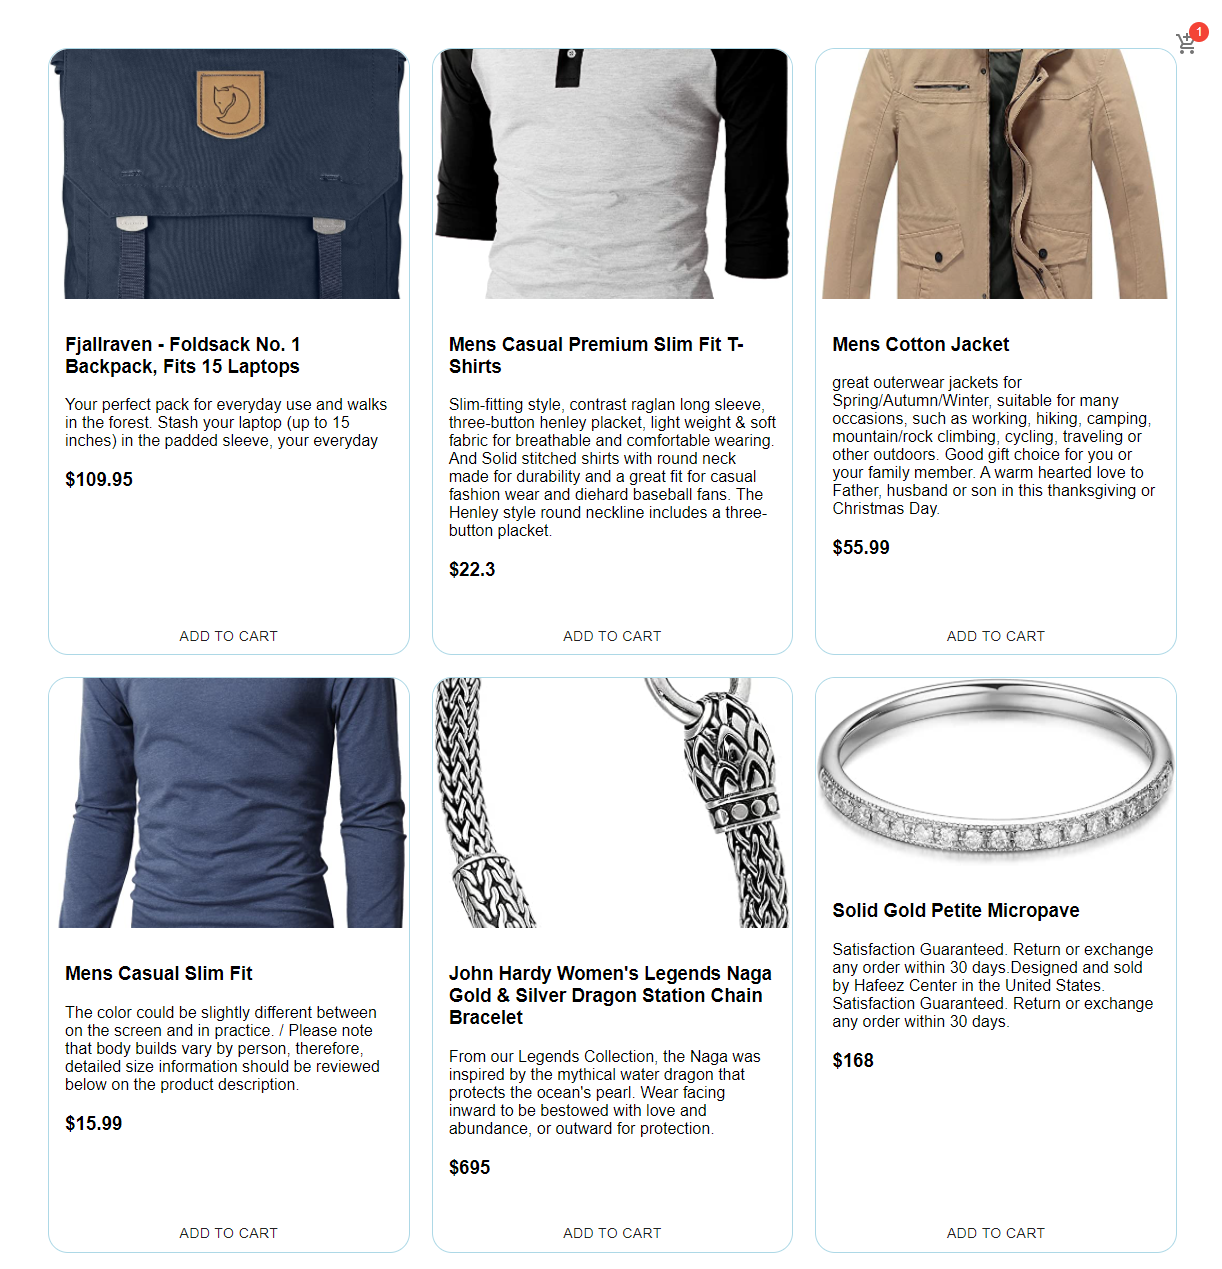 1
Fjallraven - Foldsack No. 1
Backpack, Fits 15 Laptops
Your perfect pack for everyday use and walks
in the forest. Stash your laptop (up to 15
inches) in the padded sleeve, your everyday
$109.95
ADD TO CART
Mens Casual Premium Slim Fit T-
Shirts
Slim-fitting style, contrast raglan long sleeve,
three-button henley placket, light weight & soft
fabric for breathable and comfortable wearing.
And Solid stitched shirts with round neck
made for durability and a great fit for casual
fashion wear and diehard baseball fans. The
Henley style round neckline includes a three-
button placket.
$22.3
ADD TO CART
Mens Cotton Jacket
great outerwear jackets for
Spring/Autumn/Winter, suitable for many
occasions, such as working, hiking, camping,
mountain/rock climbing, cycling, traveling or
other outdoors. Good gift choice for you or
your family member. A warm hearted love to
Father, husband or son in this thanksgiving or
Christmas Day.
$55.99
ADD TO CART
Mens Casual Slim Fit
The color could be slightly different between
on the screen and in practice. / Please note
that body builds vary by person, therefore,
detailed size information should be reviewed
below on the product description.
$15.99
ADD TO CART
John Hardy Women's Legends Naga
Gold & Silver Dragon Station Chain
Bracelet
From our Legends Collection, the Naga was
inspired by the mythical water dragon that
protects the ocean's pearl. Wear facing
inward to be bestowed with love and
abundance, or outward for protection.
$695
ADD TO CART
Solid Gold Petite Micropave
Satisfaction Guaranteed. Return or exchange
any order within 30 days.Designed and sold
by Hafeez Center in the United States.
Satisfaction Guaranteed. Return or exchange
any order within 30 days.
$168
ADD TO CART